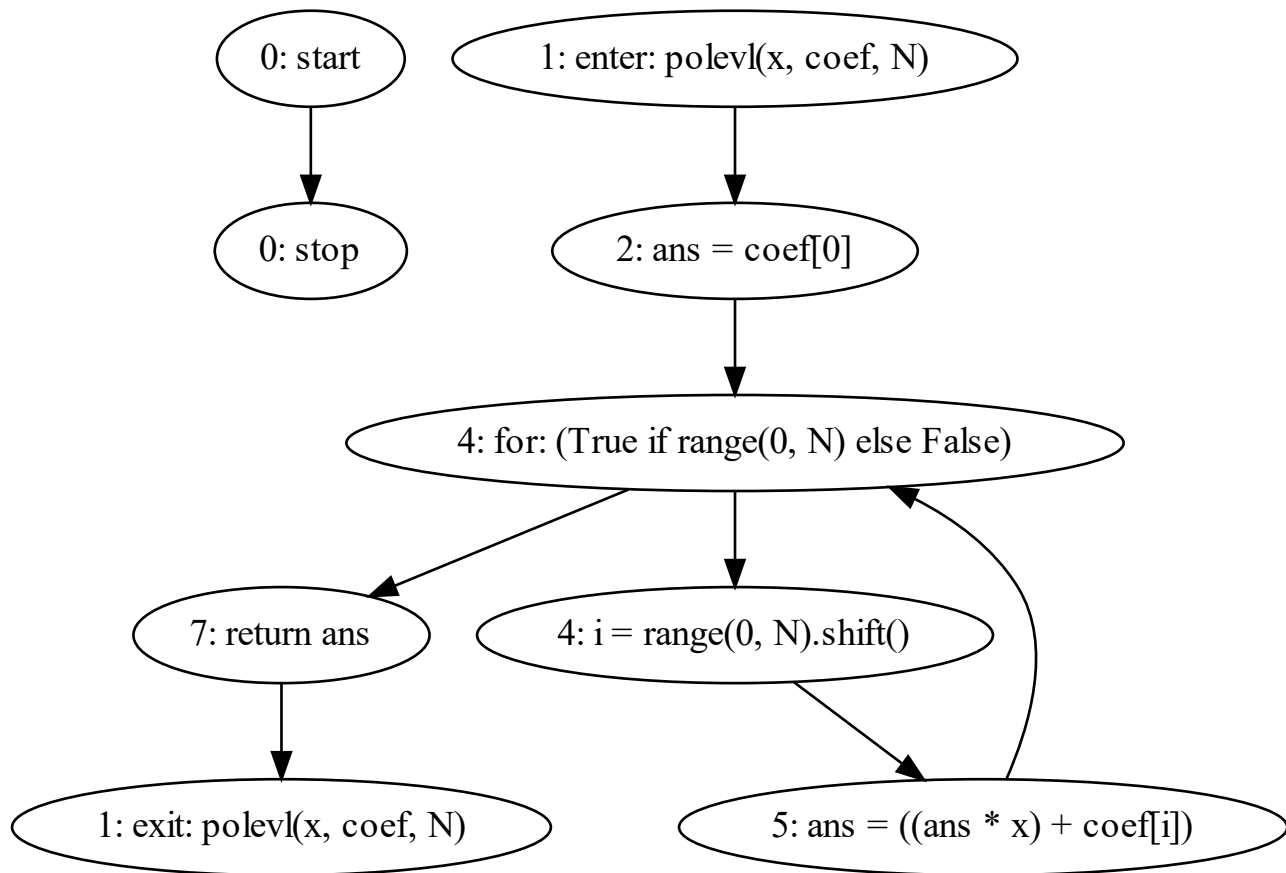 0: start
1: enter: polevl(x, coef, N)
0: stop
2: ans = coef[0]
4: for: (True if range(0, N) else False)
7: return ans
4: i = range(0, N).shift()
1: exit: polevl(x, coef, N)
5: ans = ((ans * x) + coef[i])